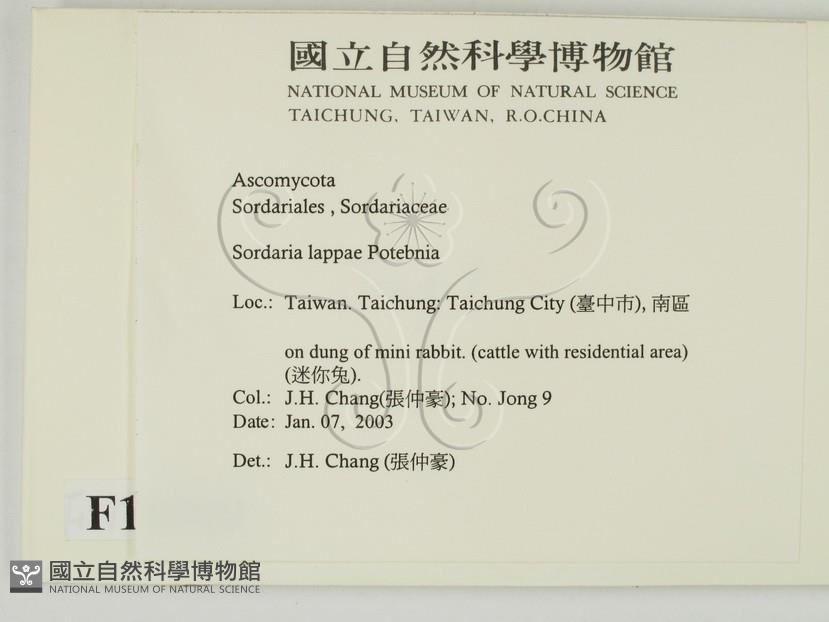 國立自然科學博物館
NATIONAL MUSEUM OF NATURAL SCIENCE
TAICHUNG, TAIWAN, R.O.CHINA
Ascomycota
Sordariales , Sordariaceae
Sordaria lappae Potebnia
Loc.: Taiwan. Taichung: Taichung City (臺中市), 南區
on dung of mini rabbit. (cattle with residential area)
(迷你兔).
Col.: J.H. Chang(張仲豪); No. Jong 9
Date: Jan. 07, 2003
Det.: J.H. Chang (張仲豪)
F1
國立自然科學博物館
NATIONAL MUSEUM OF NATURAL SCIENCE